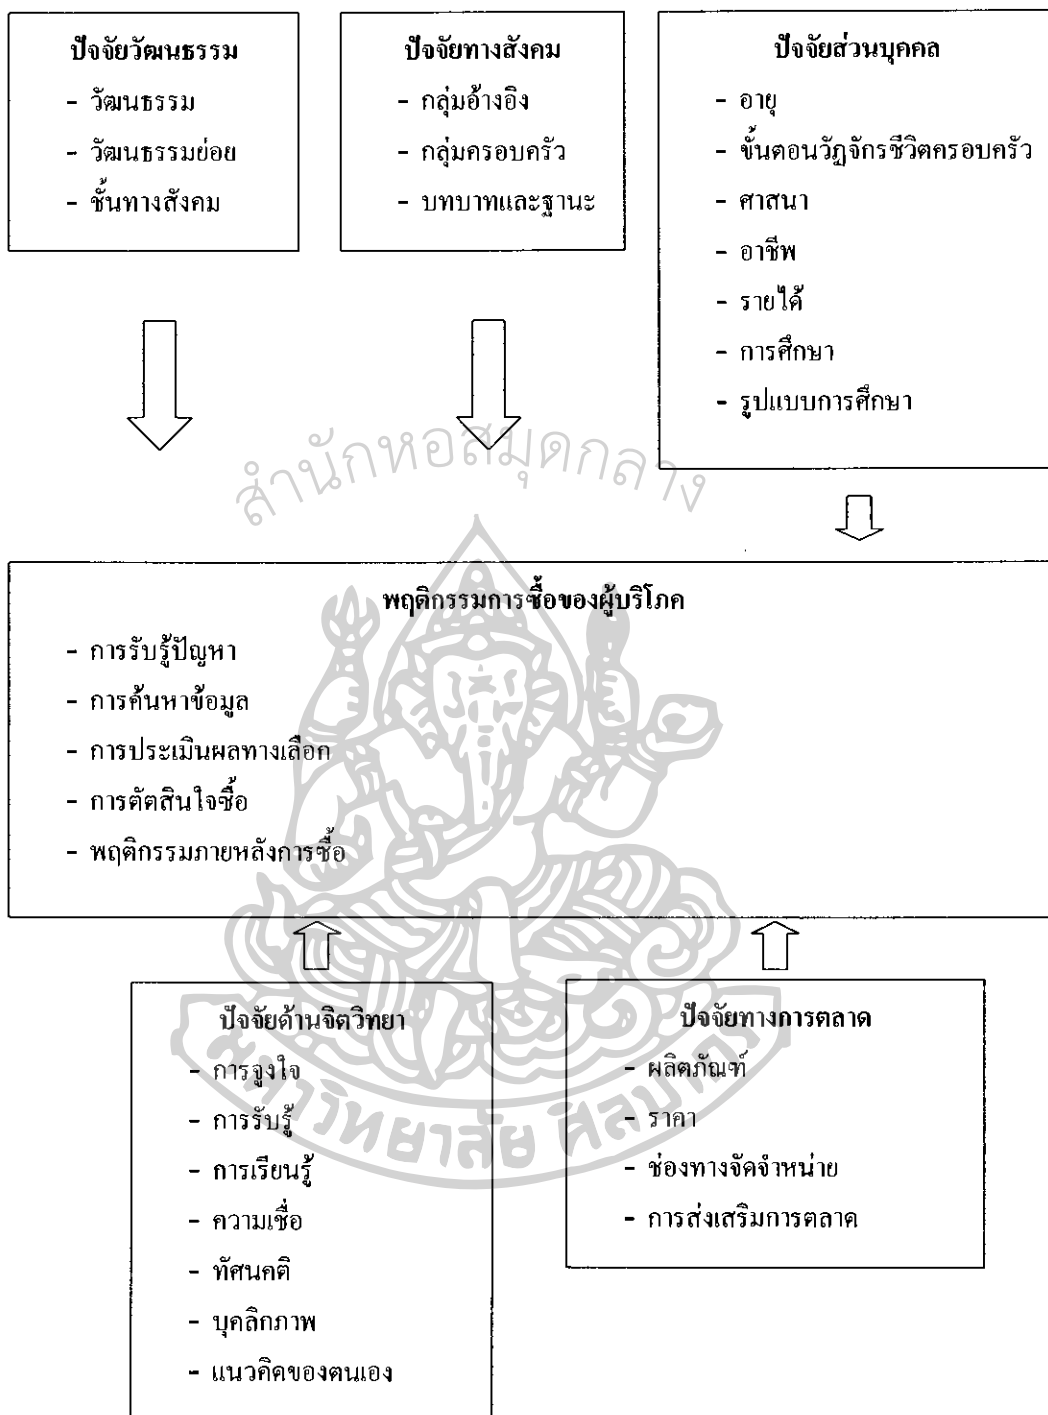 ปัจจัยวัฒนธรรม
- วัฒนธรรม
- วัฒนธรรมย่อย
- ชั้นทางสังคม
ปัจจัยทางสังคม
- กลุ่มอ้างอิง
- กลุ่มครอบครัว
- บทบาทและฐานะ
ปัจจัยส่วนบุคคล
- อายุ
- ขั้นตอนวัฏจักรชีวิตครอบครัว
- ศาสนา
- อาชีพ
- รายได้
- การศึกษา
- รูปแบบการศึกษา
สำนักหอสมุดกลาง
พฤติกรรมการซื้อของผู้บริโภค
- การรับรู้ปัญหา
- การค้นหาข้อมูล
- การประเมินผลทางเลือก
- การตัดสินใจซื้อ
- พฤติกรรมภายหลังการซื้อ
ปัจจัยด้านจิตวิทยา
- การจูงใจ
- การรับรู้
- การเรียนรู้
- ความเชื่อ
- ทัศนคติ
- บุคลิกภาพ
- แนวคิดของตนเอง
ปัจจัยทางการตลาด
- ผลิตภัณฑ์
- ราคา
- ช่องทางจัดจำหน่าย
- การส่งเสริมการตลาด
มหาวิทยาลัย ศิลปากร